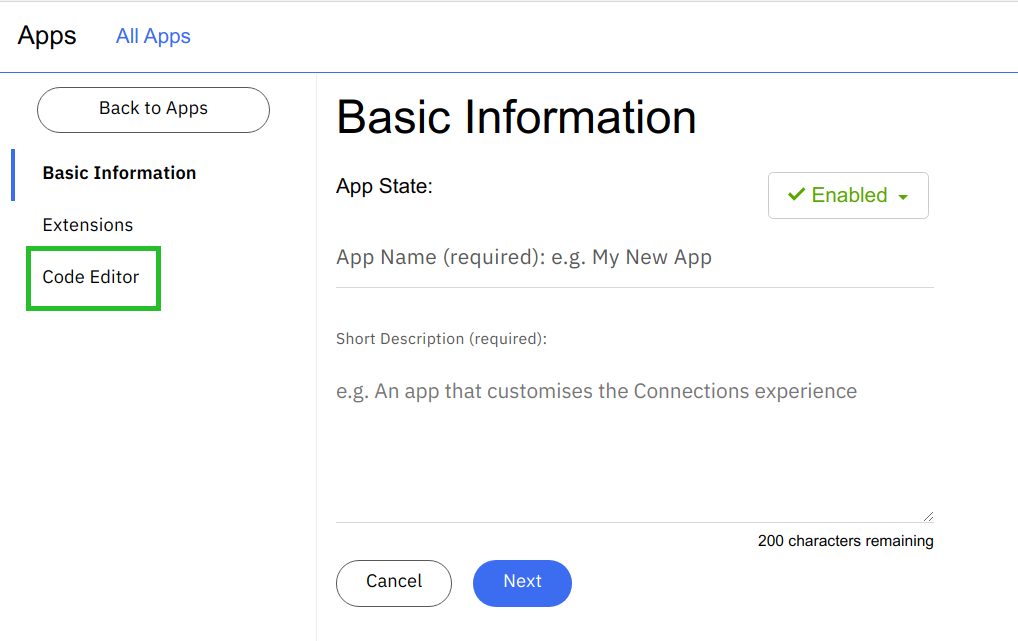 Apps All Apps
Back to Apps
Basic Information
Extensions
Code Editor
Basic Information
App State:
Enabled
App Name (required): e.g. My New App
Short Description (required):
e.g. An app that customises the Connections experience
200 characters remaining
Cancel Next